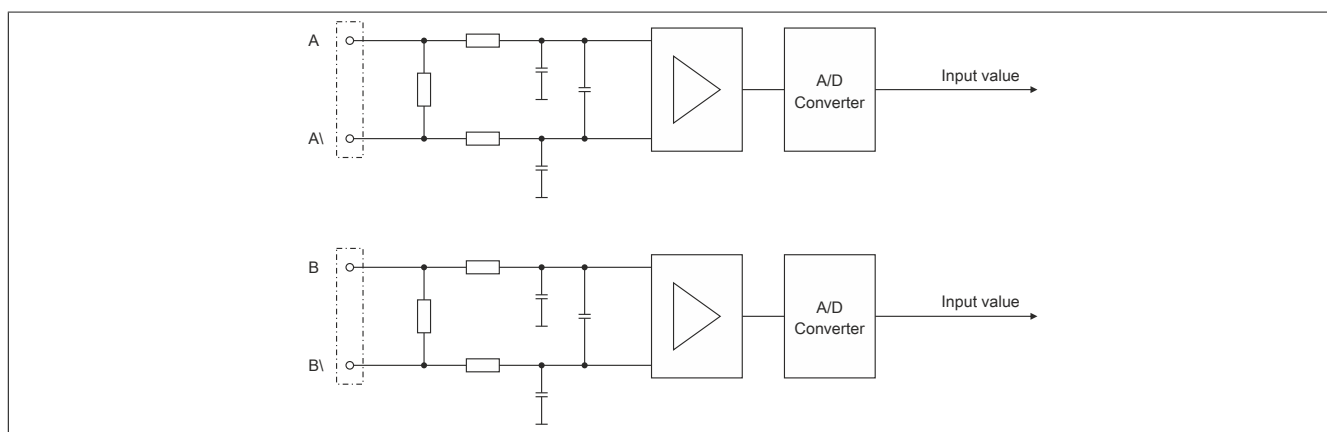 A
A\
A/D
Converter
Input value
B
B\
A/D
Converter
Input value